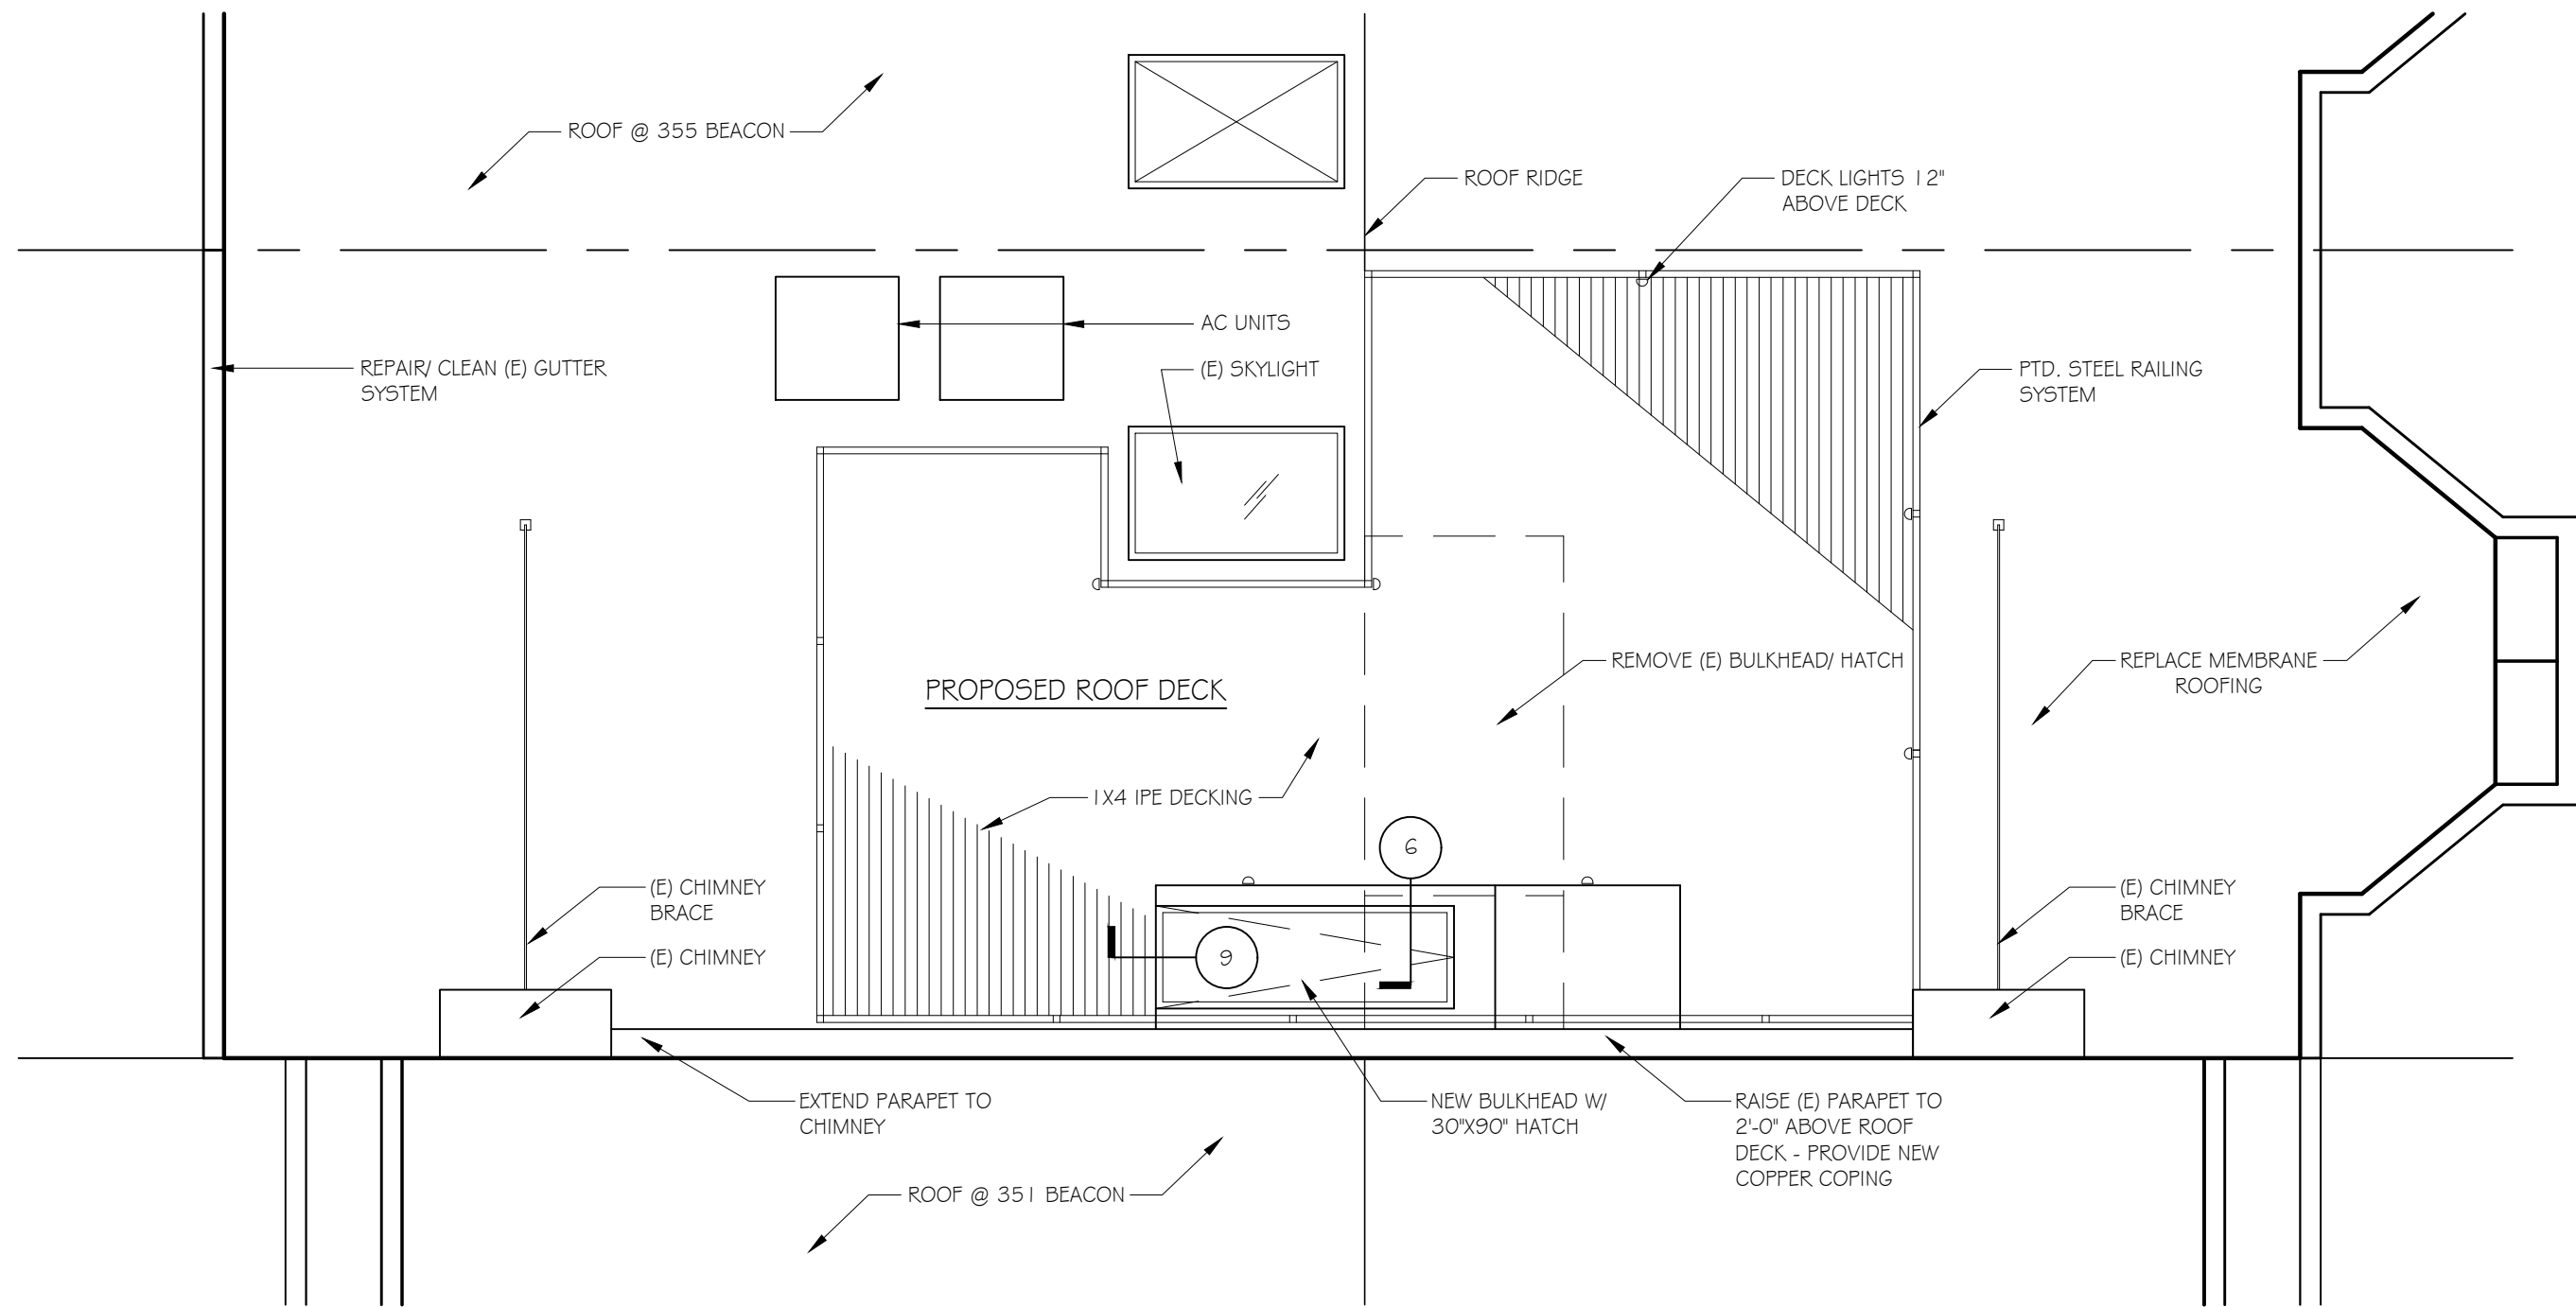 ROOF @ 355 BEACON
ROOF RIDGE
DECK LIGHTS 12"
ABOVE DECK
AC UNITS
(E) SKYLIGHT
REPAIR/ CLEAN (E) GUTTER
SYSTEM
PTD. STEEL RAILING
SYSTEM
REMOVE (E) BULKHEAD/ HATCH
REPLACE MEMBRANE
ROOFING
PROPOSED ROOF DECK
1X4 IPE DECKING
6
(E) CHIMNEY
BRACE
(E) CHIMNEY
9
(E) CHIMNEY
BRACE
(E) CHIMNEY
EXTEND PARAPET TO
CHIMNEY
NEW BULKHEAD W/
30"X90" HATCH
RAISE (E) PARAPET TO
2'-0" ABOVE ROOF
DECK - PROVIDE NEW
COPPER COPING
ROOF @ 351 BEACON